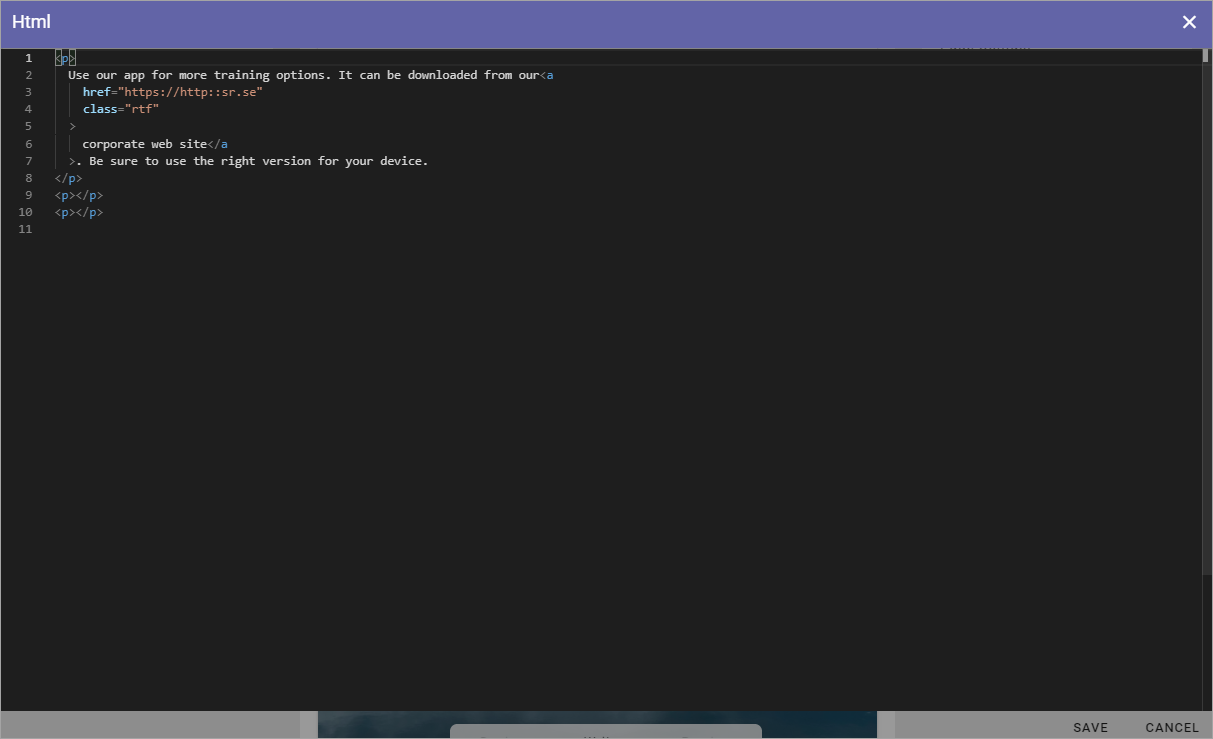 Html
1 <p>
2 Use our app for more training options. It can be downloaded from our<a
3 href="https://http::sr.se"
4 class="rtf"
5 >
6 corporate web site</a
7 >. Be sure to use the right version for your device.
8 </p>
9 <p></p>
10 <p></p>
11
SAVE CANCEL